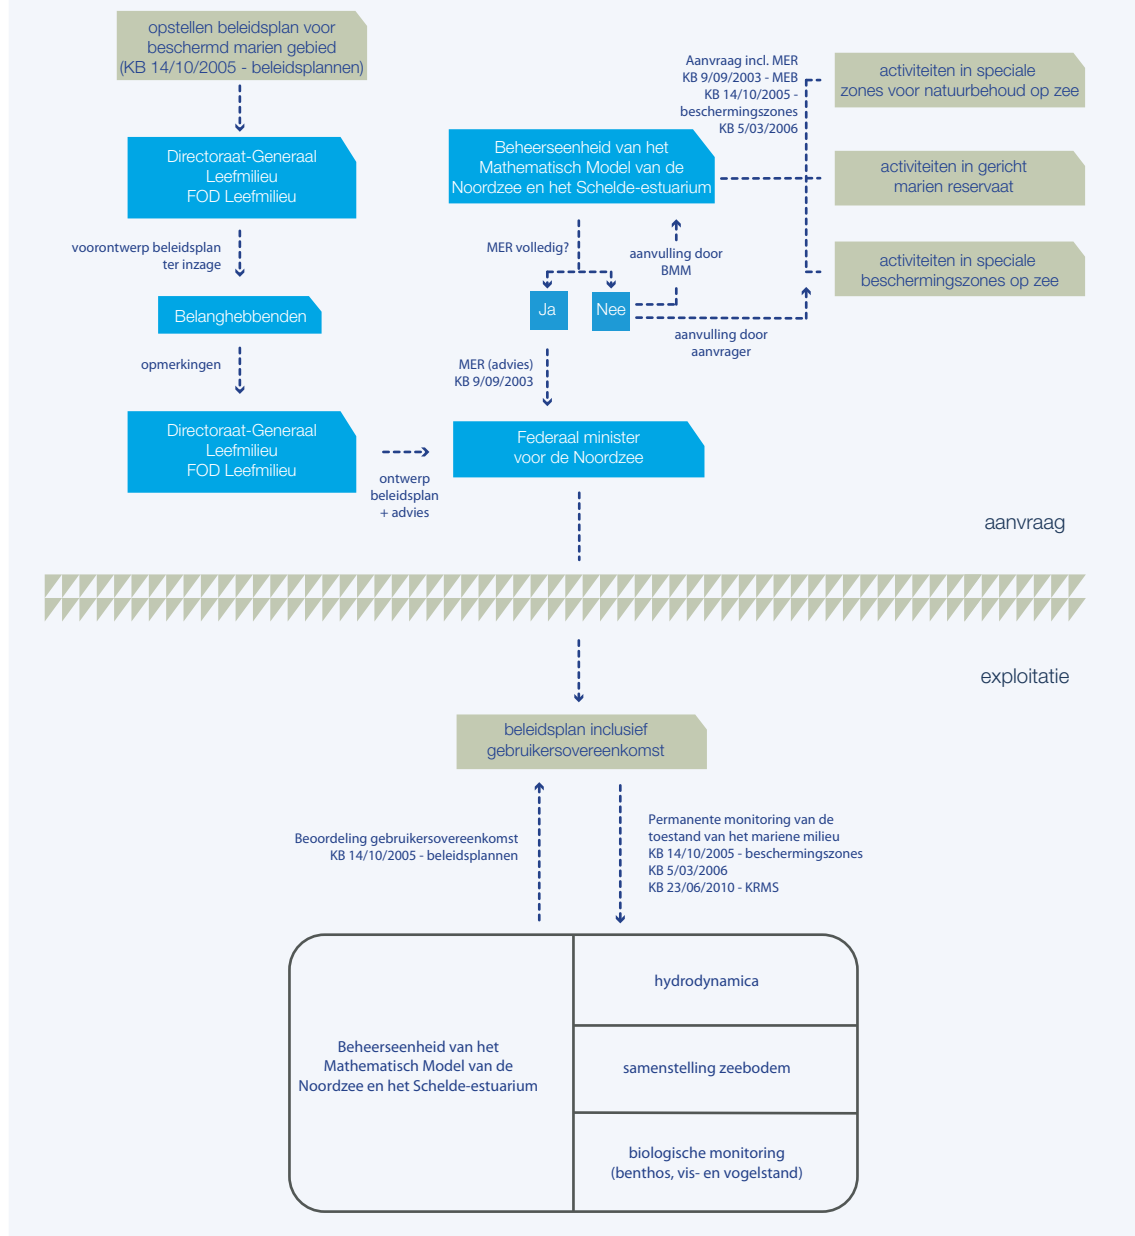 opstellen beleidsplan voor
beschermd marien gebied
(KB 14/10/2005 - beleidsplannen)
Directoraat-Generaal
Leefmilieu
FOD Leefmilieu
voorontwerp beleidsplan
ter inzage
Belanghebbenden
opmerkingen
Directoraat-Generaal
Leefmilieu
FOD Leefmilieu
ontwerp
beleidsplan
+ advies
Aanvraag incl. MER
KB 9/09/2003 - MEB
KB 14/10/2005 -
beschermingszones
KB 5/03/2006
activiteiten in speciale
zones voor natuurbehoud op zee
activiteiten in gericht
marien reservaat
activiteiten in speciale
beschermingszones op zee
Beheerseenheid van het
Mathematisch Model van de
Noordzee en het Schelde-estuarium
MER volledig?
aanvulling door
BMM
Ja
Nee
aanvulling door
aanvrager
MER (advies)
KB 9/09/2003
Federaal minister
voor de Noordzee
aanvraag
exploitatie
beleidsplan inclusief
gebruikersovereenkomst
Beoordeling gebruikersovereenkomst
KB 14/10/2005 - beleidsplannen
Permanente monitoring van de
toestand van het mariene milieu
KB 14/10/2005 - beschermingszones
KB 5/03/2006
KB 23/06/2010 - KRMS
Beheerseenheid van het
Mathematisch Model van de
Noordzee en het Schelde-estuarium
hydrodynamica
samenstelling zeebodem
biologische monitoring
(benthos, vis- en vogelstand)